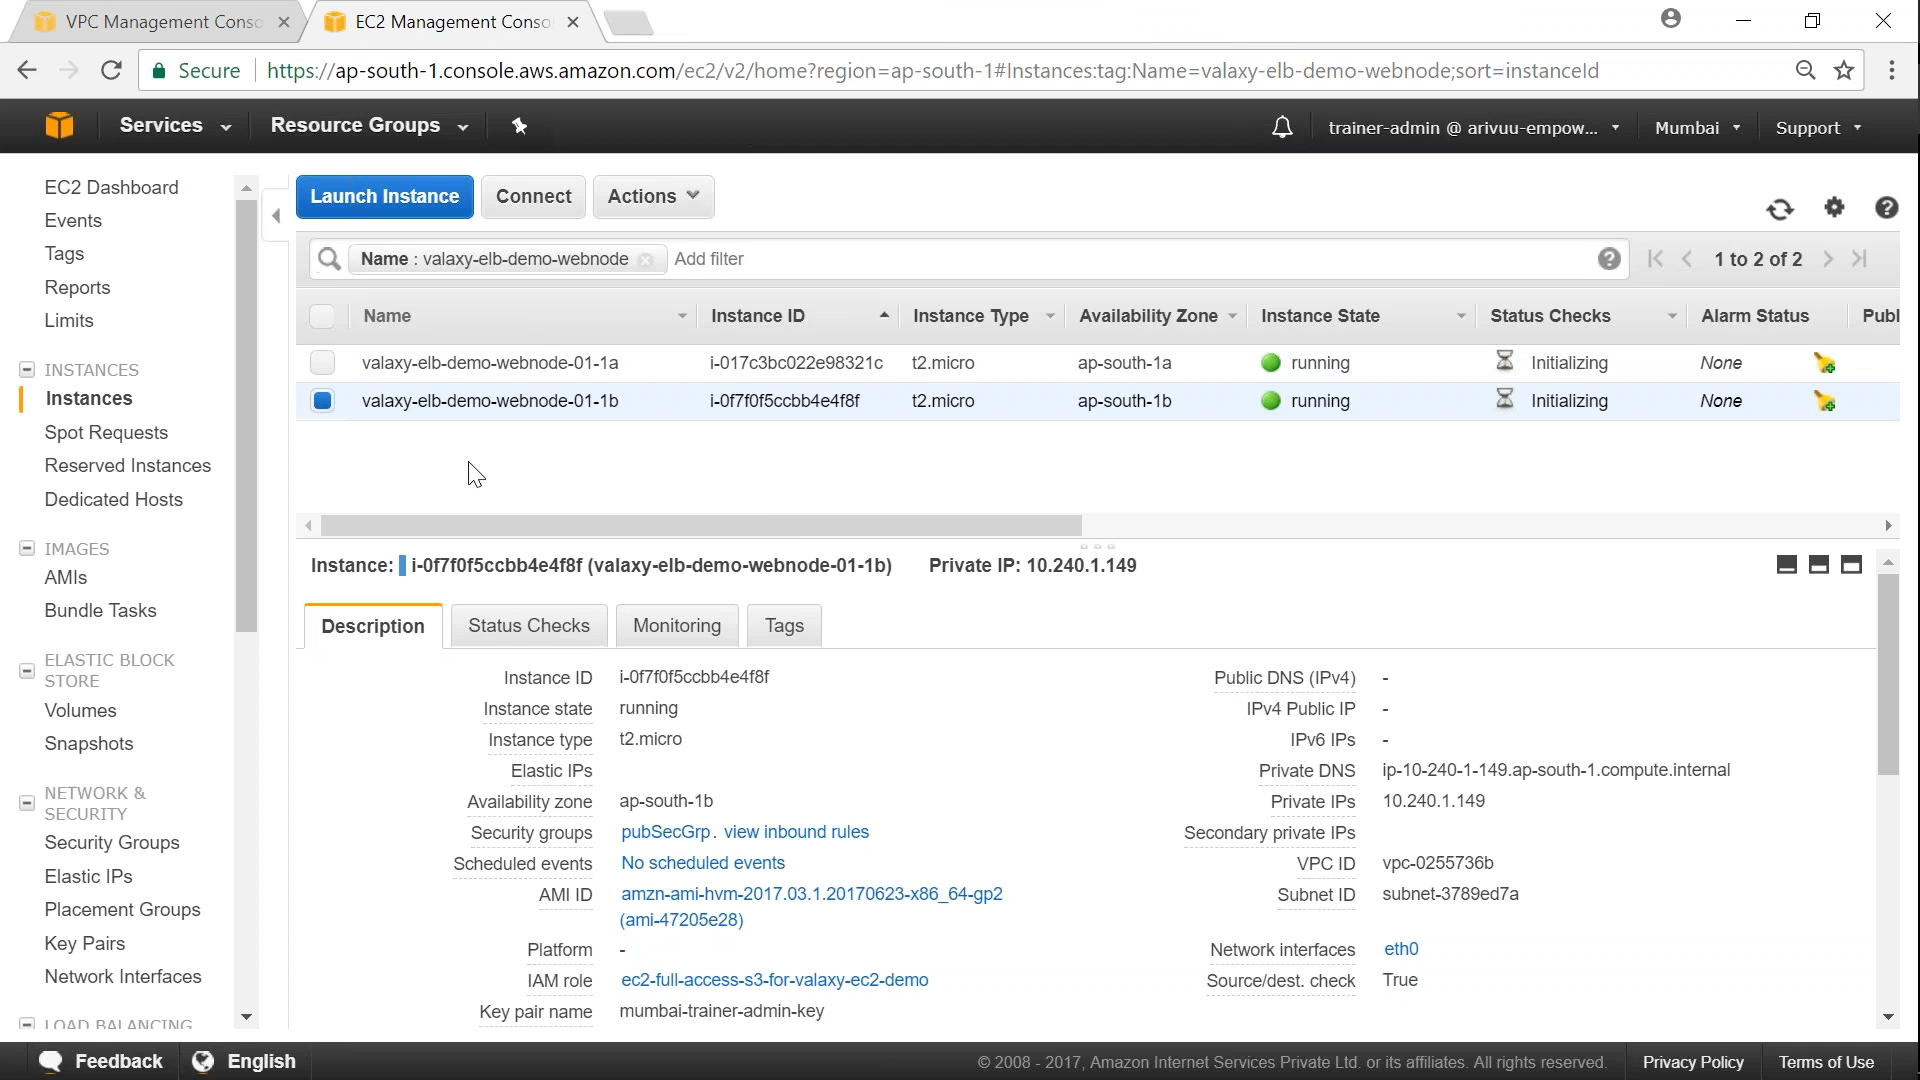 VPC Management Conso
EC2 Management Conso
Secure
https://ap-south-1.console.aws.amazon.com/ec2/v2/home?region=ap-south-1#Instances:tag:Name=valaxy-elb-demo-webnode;sort=instanceId
Services
Resource Groups
trainer-admin @ arivuu-empow...
Mumbai
Support
EC2 Dashboard
Events
Tags
Reports
Limits
INSTANCES
Instances
Spot Requests
Reserved Instances
Dedicated Hosts
IMAGES
AMIs
Bundle Tasks
ELASTIC BLOCK
STORE
Volumes
Snapshots
NETWORK &
SECURITY
Security Groups
Elastic IPs
Placement Groups
Key Pairs
Network Interfaces
LOAD BALANCING
Launch Instance
Connect
Actions
Name : valaxy-elb-demo-webnode
Add filter
1 to 2 of 2
Name Instance ID Instance Type Availability Zone Instance State Status Checks Alarm Status Publ
valaxy-elb-demo-webnode-01-1a i-017c3bc022e98321c t2.micro ap-south-1a running Initializing None
valaxy-elb-demo-webnode-01-1b i-0f7f0f5ccbb4e4f8f t2.micro ap-south-1b running Initializing None
Instance: i-0f7f0f5ccbb4e4f8f (valaxy-elb-demo-webnode-01-1b) Private IP: 10.240.1.149
Description
Status Checks
Monitoring
Tags
Instance ID i-0f7f0f5ccbb4e4f8f
Instance state running
Instance type t2.micro
Elastic IPs
Availability zone ap-south-1b
Security groups pubSecGrp. view inbound rules
Scheduled events No scheduled events
AMI ID amzn-ami-hvm-2017.03.1.20170623-x86_64-gp2
(ami-47205e28)
Platform -
IAM role ec2-full-access-s3-for-valaxy-ec2-demo
Key pair name mumbai-trainer-admin-key
Public DNS (IPv4) -
IPv4 Public IP -
IPv6 IPs -
Private DNS ip-10-240-1-149.ap-south-1.compute.internal
Private IPs 10.240.1.149
Secondary private IPs
VPC ID vpc-0255736b
Subnet ID subnet-3789ed7a
Network interfaces eth0
Source/dest. check True
Feedback
English
© 2008 - 2017, Amazon Internet Services Private Ltd. or its affiliates. All rights reserved.
Privacy Policy
Terms of Use